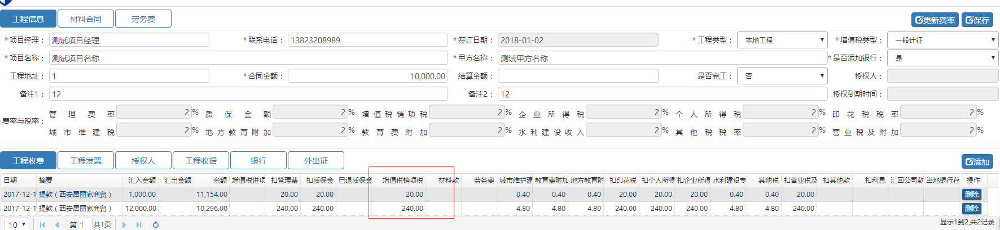 工程信息 材料合同 劳务费 更新费率 保存
* 项目经理： 测试项目经理 * 联系电话： 13823208989 * 签订日期： 2018-01-02 * 工程类型： 本地工程 * 增值税类型： 一般计征
* 项目名称： 测试项目名称 * 甲方名称： 测试甲方名称 * 是否添加银行： 是
工程地址： 1 * 合同金额： 10,000.00 结算金额： 是否完工： 否 授权人：
备注1： 12 备注2： 12 授权到期时间：
费率与税率： 管理费率 2 % 质保金额 2 % 增值税销项税 2 % 企业所得税 2 % 个人所得税 2 % 印花税税率 2 %
城市维建税 2 % 地方教育附加 2 % 教育费附加 2 % 水利建设收入 2 % 其他税税率 2 % 营业税及附加 2 %
工程收费 工程发票 授权人 工程收据 银行 外出证 添加
日期 摘要 汇入金额 汇出金额 余额 增值税进项 扣管理费 扣质保金 已退质保金 增值税销项税 材料款 劳务费 城市维护建 教育费附加 地方教育附 扣印花税 扣个人所得 扣企业所得 水利建设专 其他税 扣营业税及 扣其他款 扣利息 汇回公司款 当地银行存 操作
2017-12-1 提款（西安居丽家商贸） 1,000.00 11,154.00 20.00 20.00 20.00 0.40 0.40 0.40 20.00 20.00 20.00 0.40 0.40 20.00 删除
2017-12-1 提款（西安居丽家商贸） 12,000.00 10,296.00 240.00 240.00 240.00 4.80 4.80 4.80 240.00 240.00 240.00 4.80 4.80 240.00 删除
10 第 1 共1页 显示1到2,共2记录